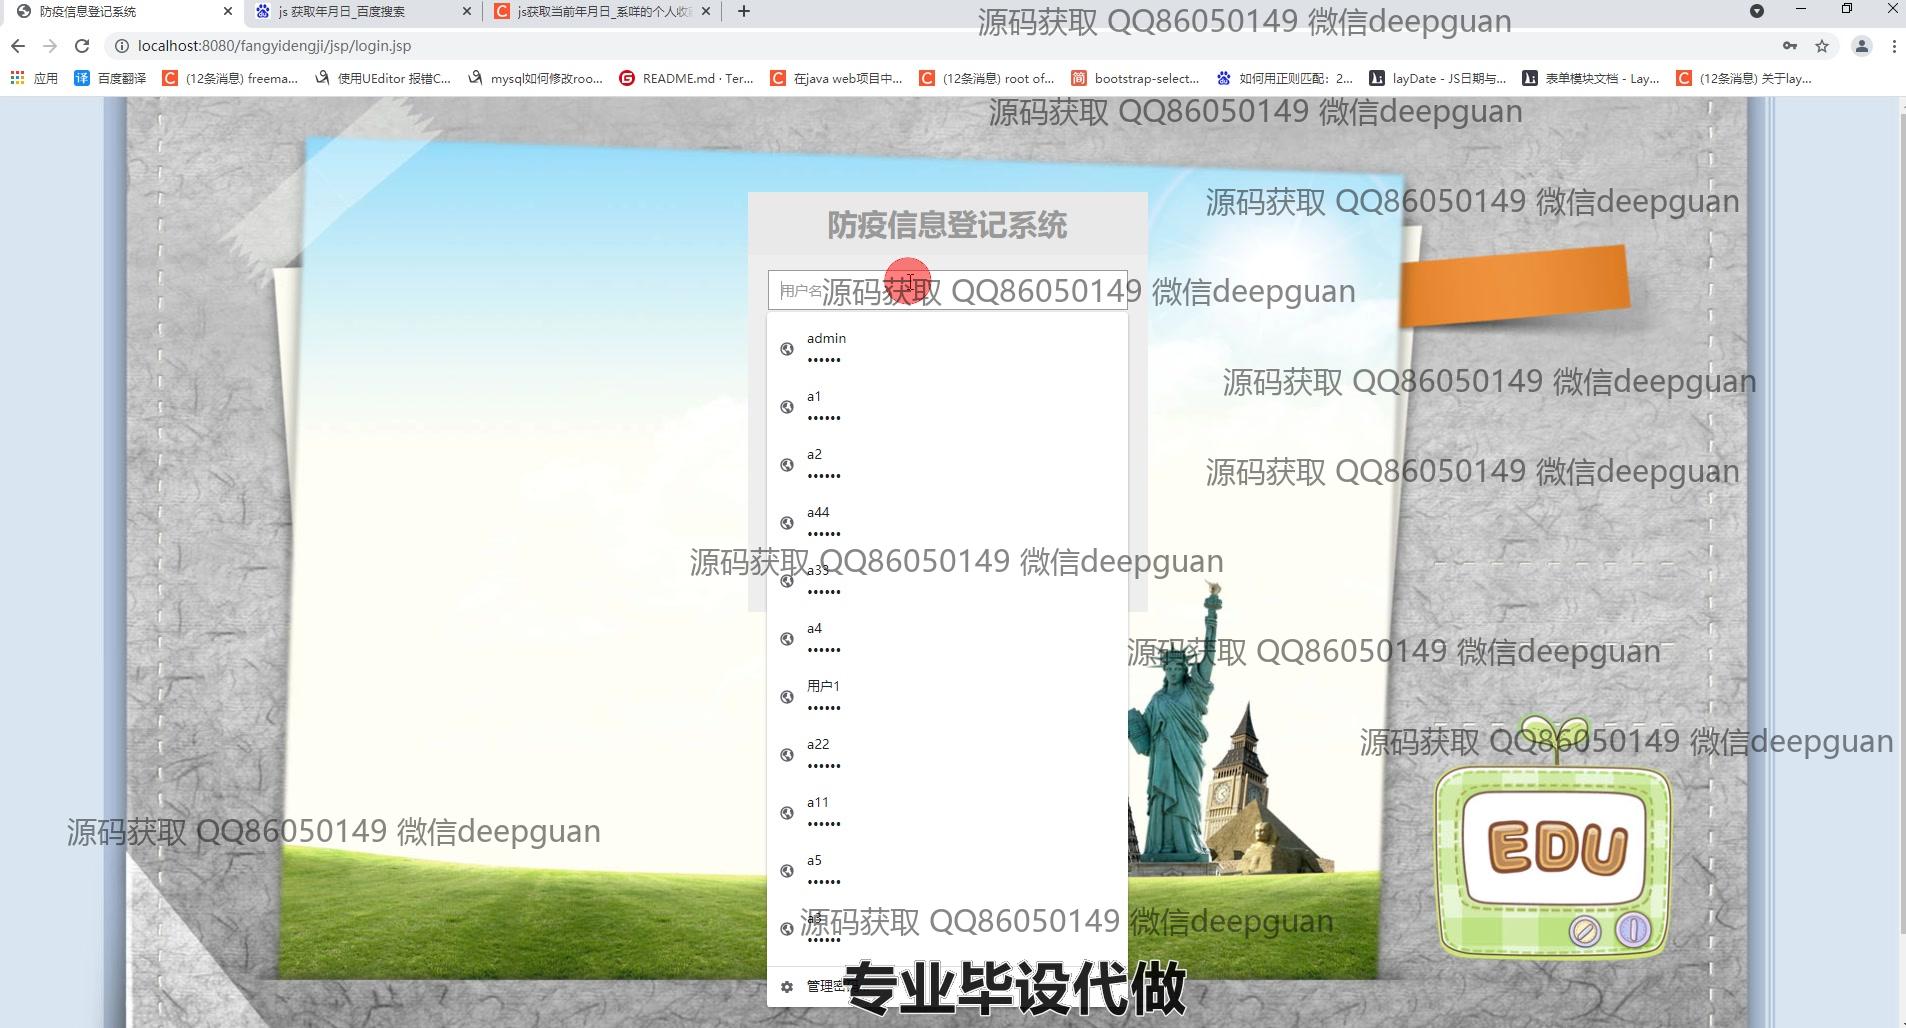 防疫信息登记系统
js 获取年月日_百度搜索
js获取当前年月日_系咩的个人收
源码获取 QQ86050149 微信deepguan
localhost:8080/fangyidengji/jsp/login.jsp
应用
百度翻译
(12条消息) freema...
使用UEditor 报错C...
mysql如何修改roo...
README.md · Ter...
在java web项目中...
(12条消息) root of...
bootstrap-select...
如何用正则匹配：2...
layDate - JS日期与...
表单模块文档 - Lay...
(12条消息) 关于lay...
源码获取 QQ86050149 微信deepguan
源码获取 QQ86050149 微信deepguan
防疫信息登记系统
用户名
源码获取 QQ86050149 微信deepguan
admin
••••••
源码获取 QQ86050149 微信deepguan
a1
••••••
a2
••••••
源码获取 QQ86050149 微信deepguan
a44
••••••
源码获取 QQ86050149 微信deepguan
a33
••••••
a4
••••••
源码获取 QQ86050149 微信deepguan
用户1
••••••
a22
••••••
源码获取 QQ86050149 微信deepguan
a11
••••••
源码获取 QQ86050149 微信deepguan
EDU
a5
••••••
a3
••••••
源码获取 QQ86050149 微信deepguan
管理密
专业毕设代做